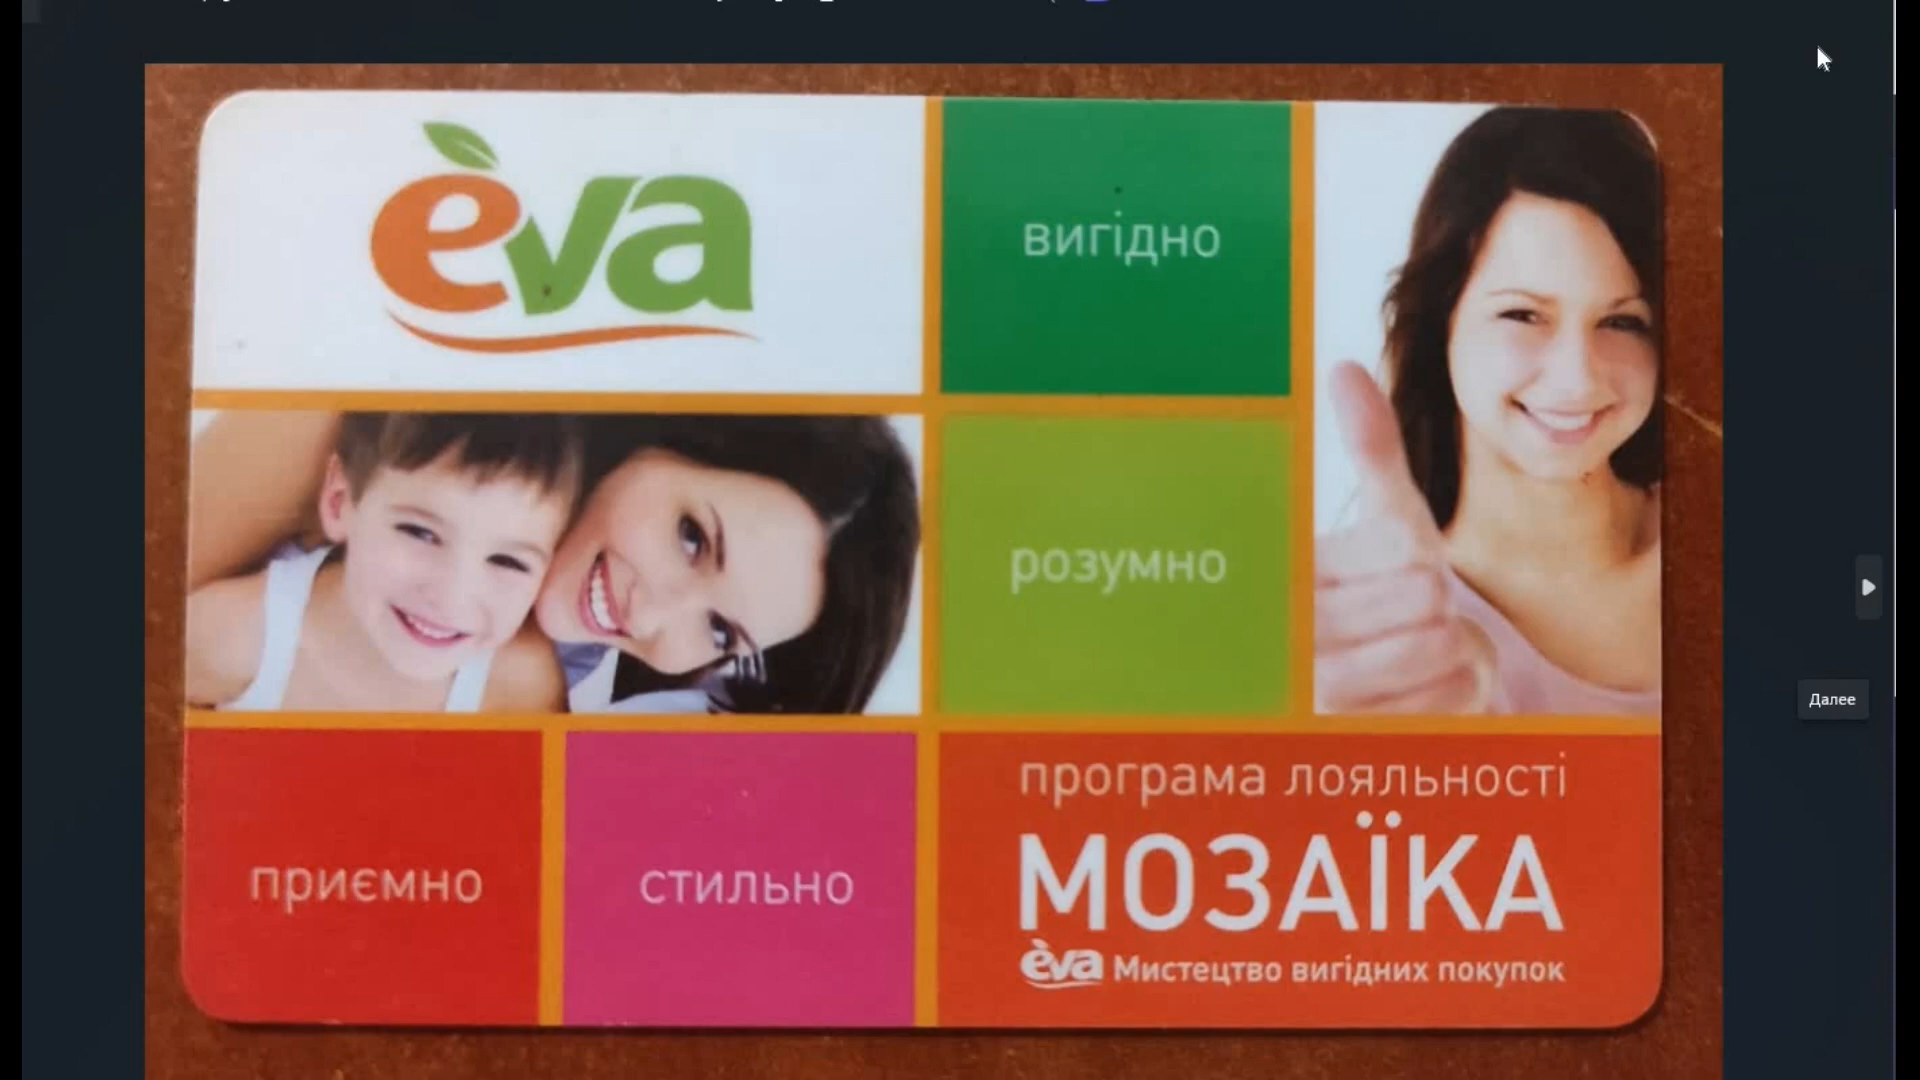 èva
вигідно
розумно
приємно
стильно
програма лояльності
МОЗАЇКА
èva Мистецтво вигідних покупок
Далее